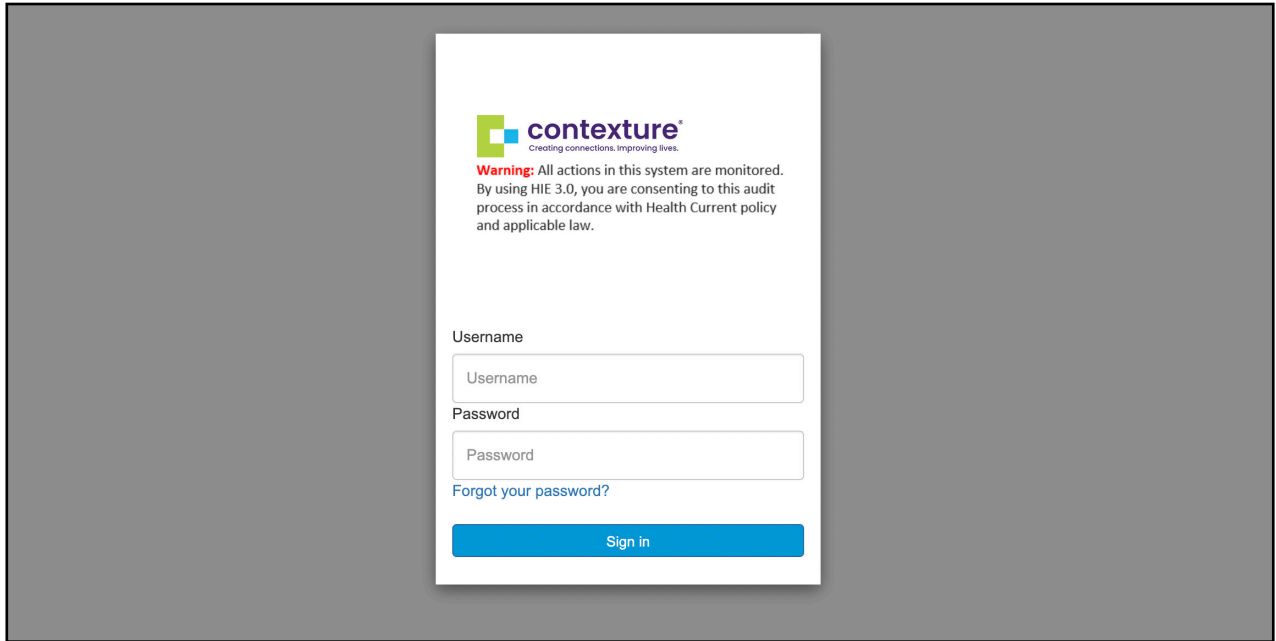 contexture®
Creating connections. Improving lives.
Warning: All actions in this system are monitored.
By using HIE 3.0, you are consenting to this audit
process in accordance with Health Current policy
and applicable law.
Username
Username
Password
Password
Forgot your password?
Sign in